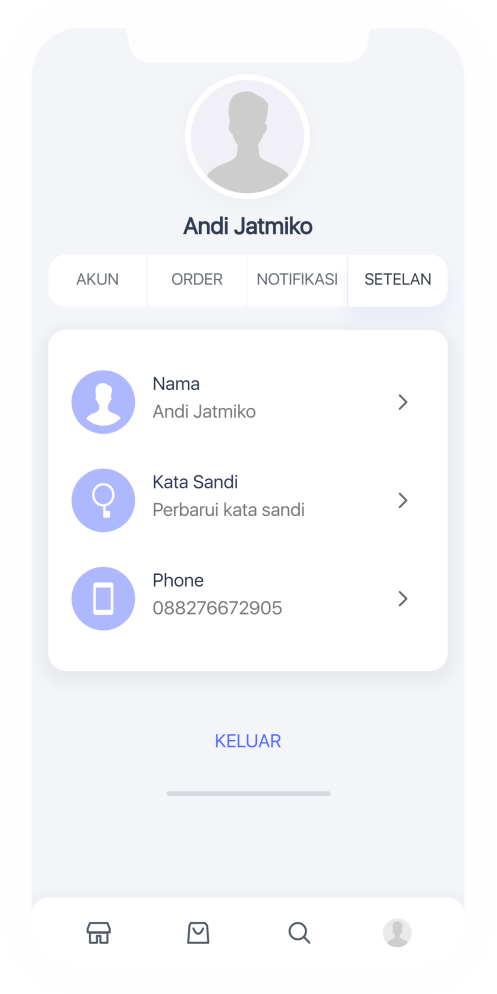 Andi Jatmiko
AKUN ORDER NOTIFIKASI SETELAN
Nama
Andi Jatmiko
Kata Sandi
Perbarui kata sandi
Phone
088276672905
KELUAR